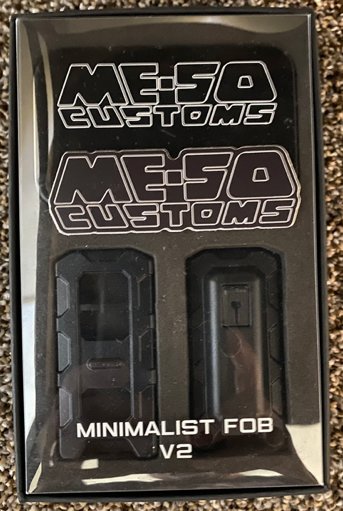 ME:SO
CUSTOMS
ME:SO
CUSTOMS
MINIMALIST FOB
V2